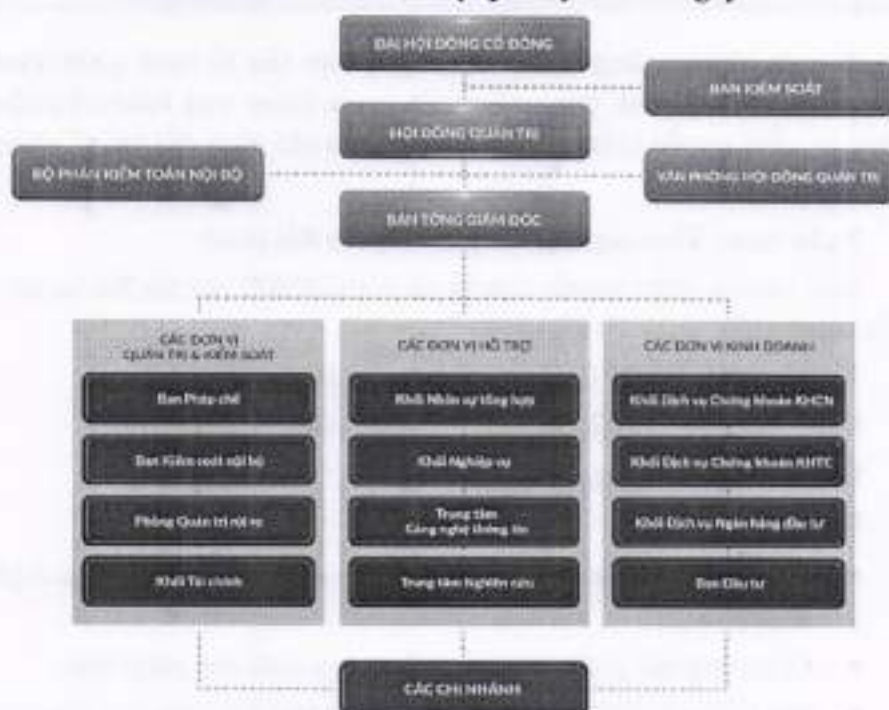 ĐẠI HỘI ĐỒNG CỔ ĐÔNG
BAN KIỂM SOÁT
HỘI ĐỒNG QUẢN TRỊ
BỘ PHẬN KIỂM TOÁN NỘI BỘ
VĂN PHÒNG HỘI ĐỒNG QUẢN TRỊ
BAN TỔNG GIÁM ĐỐC
CÁC ĐƠN VỊ
QUẢN TRỊ & KIỂM SOÁT
Ban Pháp chế
Ban Kiểm soát nội bộ
Phòng Quản trị rủi ro
Khối Tài chính
CÁC ĐƠN VỊ HỖ TRỢ
Khối Nhân sự tổng hợp
Khối Nghiệp vụ
Trung tâm
Công nghệ thông tin
Trung tâm Nghiên cứu
CÁC ĐƠN VỊ KINH DOANH
Khối Dịch vụ Chứng khoán KHCN
Khối Dịch vụ Chứng khoán KHTC
Khối Dịch vụ Ngân hàng đầu tư
Ban Đầu tư
CÁC CHI NHÁNH